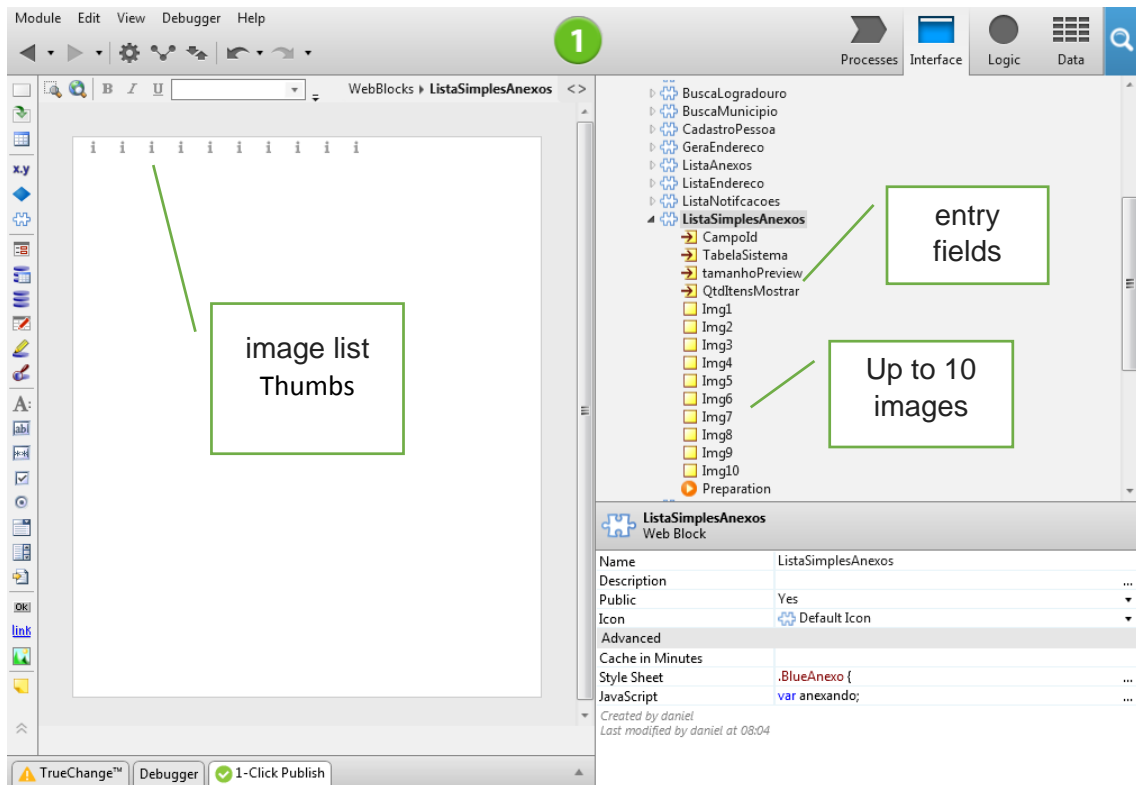 Module Edit View Debugger Help
1
Processes Interface Logic Data
B I U
WebBlocks ListaSimplesAnexos <>
i i i i i i i i i i
x.y
A:
ab
OK
link
image list
Thumbs
BuscaLogradouro
BuscaMunicipio
CadastroPessoa
GeraEndereco
ListaAnexos
ListaEndereco
ListaNotifcacoes
ListaSimplesAnexos
CampoId
TabelaSistema
tamanhoPreview
QtdItensMostrar
Img1
Img2
Img3
Img4
Img5
Img6
Img7
Img8
Img9
Img10
Preparation
entry
fields
Up to 10
images
ListaSimplesAnexos
Web Block
Name ListaSimplesAnexos
Description ...
Public Yes
Icon Default Icon
Advanced
Cache in Minutes
Style Sheet .BlueAnexo { ...
JavaScript var anexando; ...
Created by daniel
Last modified by daniel at 08:04
TrueChange™ Debugger 1-Click Publish